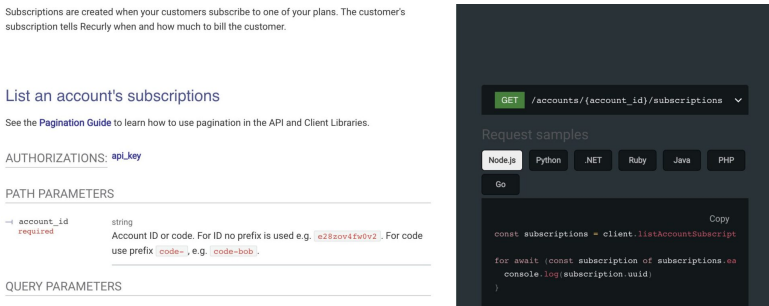 Subscriptions are created when your customers subscribe to one of your plans. The customer's
subscription tells Recurly when and how much to bill the customer.
List an account's subscriptions
See the Pagination Guide to learn how to use pagination in the API and Client Libraries.
AUTHORIZATIONS: api_key
PATH PARAMETERS
→ account_id
required
string
Account ID or code. For ID no prefix is used e.g. e28zov4fw0v2 . For code
use prefix code- , e.g. code-bob .
QUERY PARAMETERS
GET /accounts/{account_id}/subscriptions
Request samples
Node.js Python .NET Ruby Java PHP
Go
Copy
const subscriptions = client.listAccountSubscript
for await (const subscription of subscriptions.ea
console.log(subscription.uuid)
}